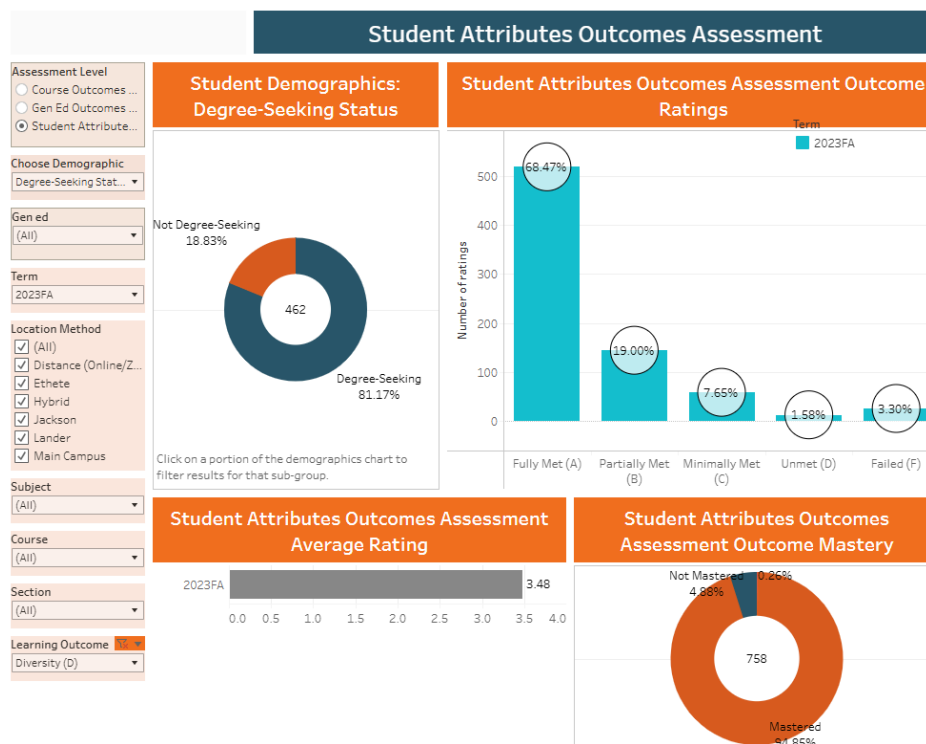 Student Attributes Outcomes Assessment
Assessment Level
Course Outcomes ...
Gen Ed Outcomes ...
Student Attribute...
Choose Demographic
Degree-Seeking Stat...
Gen ed
(All)
Term
2023FA
Location Method
(All)
Distance (Online/Z...
Ethete
Hybrid
Jackson
Lander
Main Campus
Subject
(All)
Course
(All)
Section
(All)
Learning Outcome
Diversity (D)
Student Demographics:
Degree-Seeking Status
Not Degree-Seeking
18.83%
462
Degree-Seeking
81.17%
Click on a portion of the demographics chart to
filter results for that sub-group.
Student Attributes Outcomes Assessment Outcome
Ratings
Term
2023FA
Number of ratings
500
400
300
200
100
0
68.47%
19.00%
7.65%
1.58%
3.30%
Fully Met (A)
Partially Met
(B)
Minimally Met
(C)
Unmet (D)
Failed (F)
Student Attributes Outcomes Assessment
Average Rating
2023FA
3.48
0.0 0.5 1.0 1.5 2.0 2.5 3.0 3.5 4.0
Student Attributes Outcomes
Assessment Outcome Mastery
Not Mastered
4.88%
0.26%
758
Mastered
94.85%